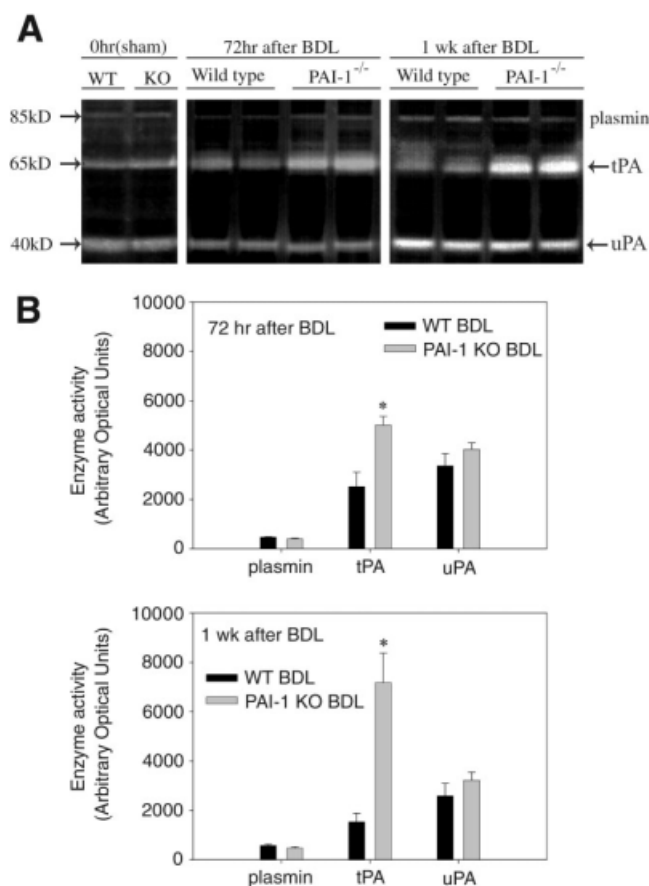 A
0hr(sham) 72hr after BDL 1 wk after BDL
WT KO Wild type PAI-1-/- Wild type PAI-1-/-
85kD→ plasmin
65kD→ ←tPA
40kD→ ←uPA
B
10000
8000
6000
4000
2000
0
Enzyme activity
(Arbitrary Optical Units)
72 hr after BDL
WT BDL
PAI-1 KO BDL
*
plasmin tPA uPA
10000
8000
6000
4000
2000
0
Enzyme activity
(Arbitrary Optical Units)
1 wk after BDL
WT BDL
PAI-1 KO BDL
*
plasmin tPA uPA